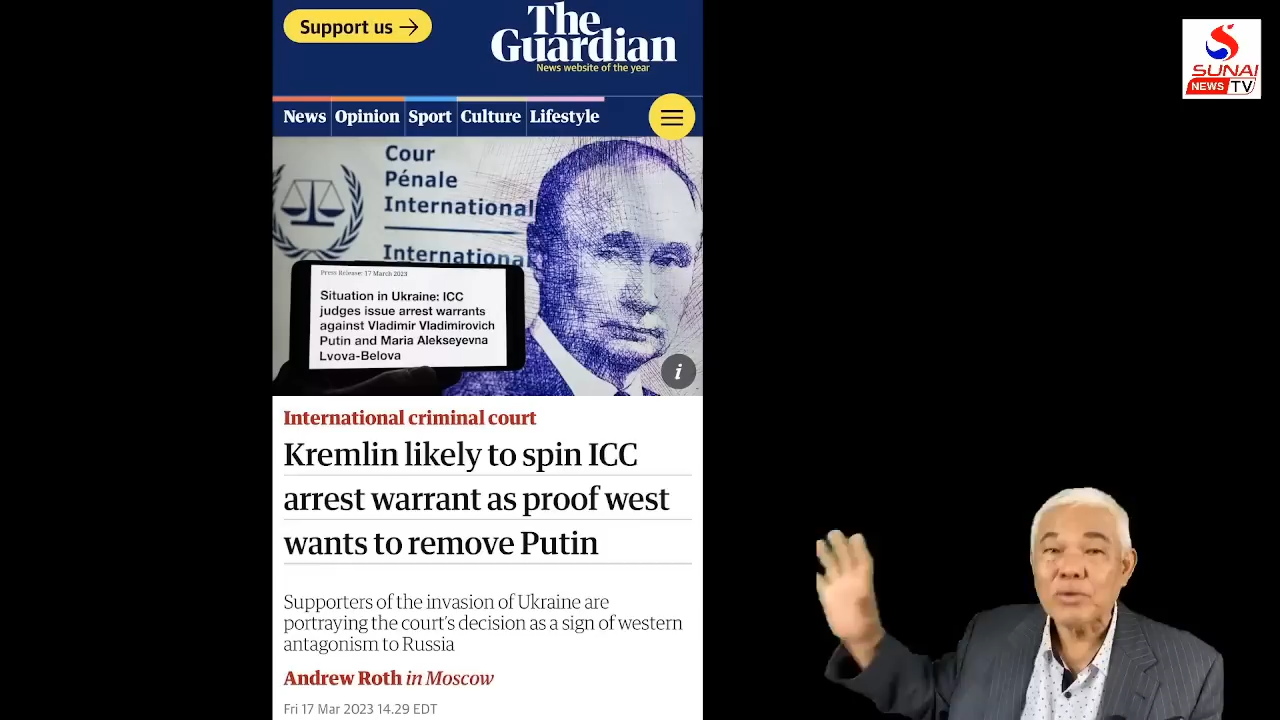 Support us →
The
Guardian
News website of the year
SUNAI
NEWS TV
News Opinion Sport Culture Lifestyle
Cour
Pénale
International
International
Press Release: 17 March 2023
Situation in Ukraine: ICC
judges issue arrest warrants
against Vladimir Vladimirovich
Putin and Maria Alekseyevna
Lvova-Belova
i
International criminal court
Kremlin likely to spin ICC
arrest warrant as proof west
wants to remove Putin
Supporters of the invasion of Ukraine are
portraying the court's decision as a sign of western
antagonism to Russia
Andrew Roth in Moscow
Fri 17 Mar 2023 14.29 EDT